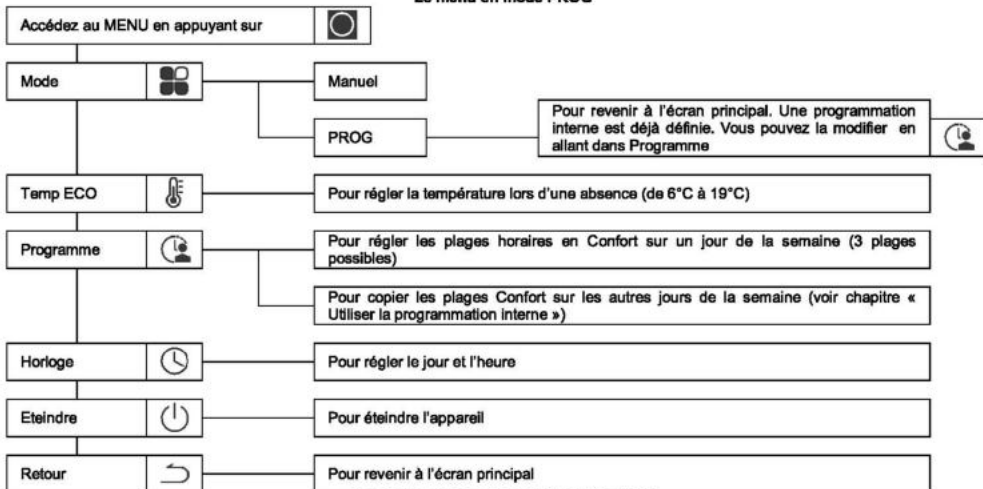 Le menu en mode PROG
Accédez au MENU en appuyant sur
Mode
Manuel
PROG
Pour revenir à l'écran principal. Une programmation
interne est déjà définie. Vous pouvez la modifier en
allant dans Programme
Temp ECO
Pour régler la température lors d'une absence (de 6°C à 19°C)
Programme
Pour régler les plages horaires en Confort sur un jour de la semaine (3 plages
possibles)
Pour copier les plages Confort sur les autres jours de la semaine (voir chapitre «
Utiliser la programmation interne »)
Horloge
Pour régler le jour et l'heure
Eteindre
Pour éteindre l'appareil
Retour
Pour revenir à l'écran principal